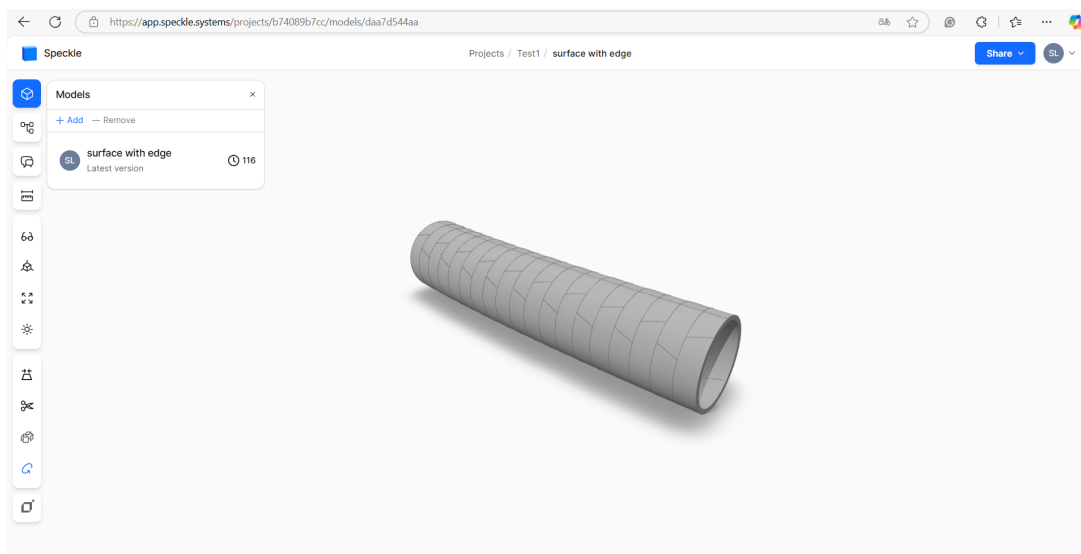 https://app.speckle.systems/projects/b74089b7cc/models/daa7d544aa
Speckle
Projects / Test1 / surface with edge
Share
SL
Models
×
+ Add — Remove
SL
surface with edge
116
Latest version